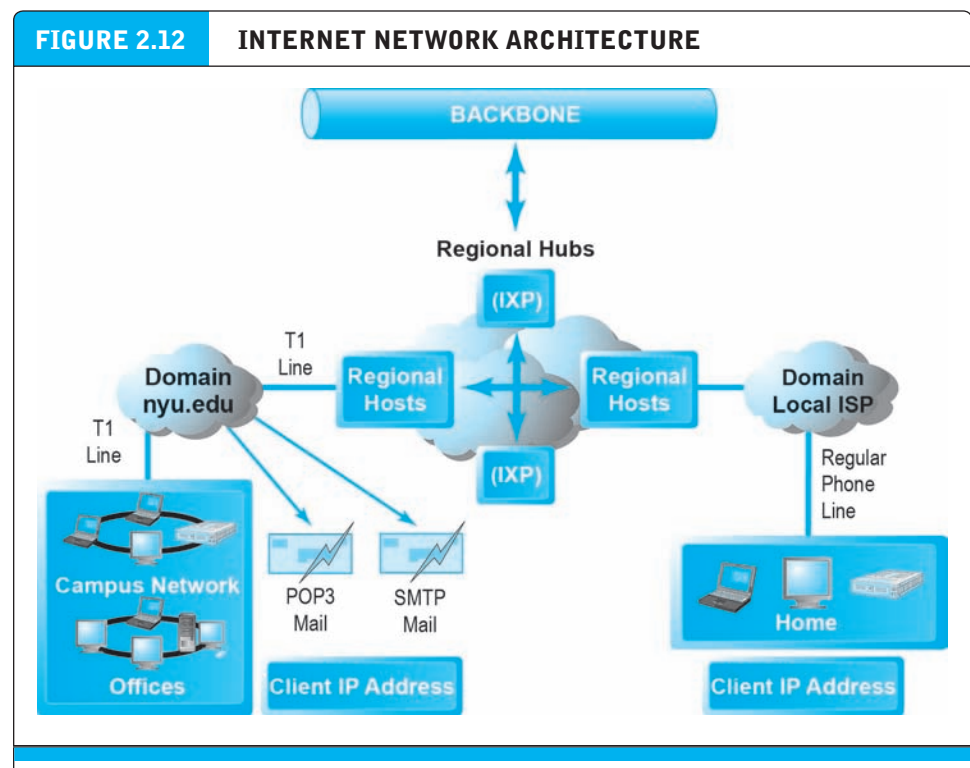 FIGURE 2.12
INTERNET NETWORK ARCHITECTURE
BACKBONE
Regional Hubs
(IXP)
T1
Line
Domain
nyu.edu
Regional
Hosts
Regional
Hosts
Domain
Local ISP
T1
Line
(IXP)
Regular
Phone
Line
Campus Network
POP3
Mail
SMTP
Mail
Home
Offices
Client IP Address
Client IP Address